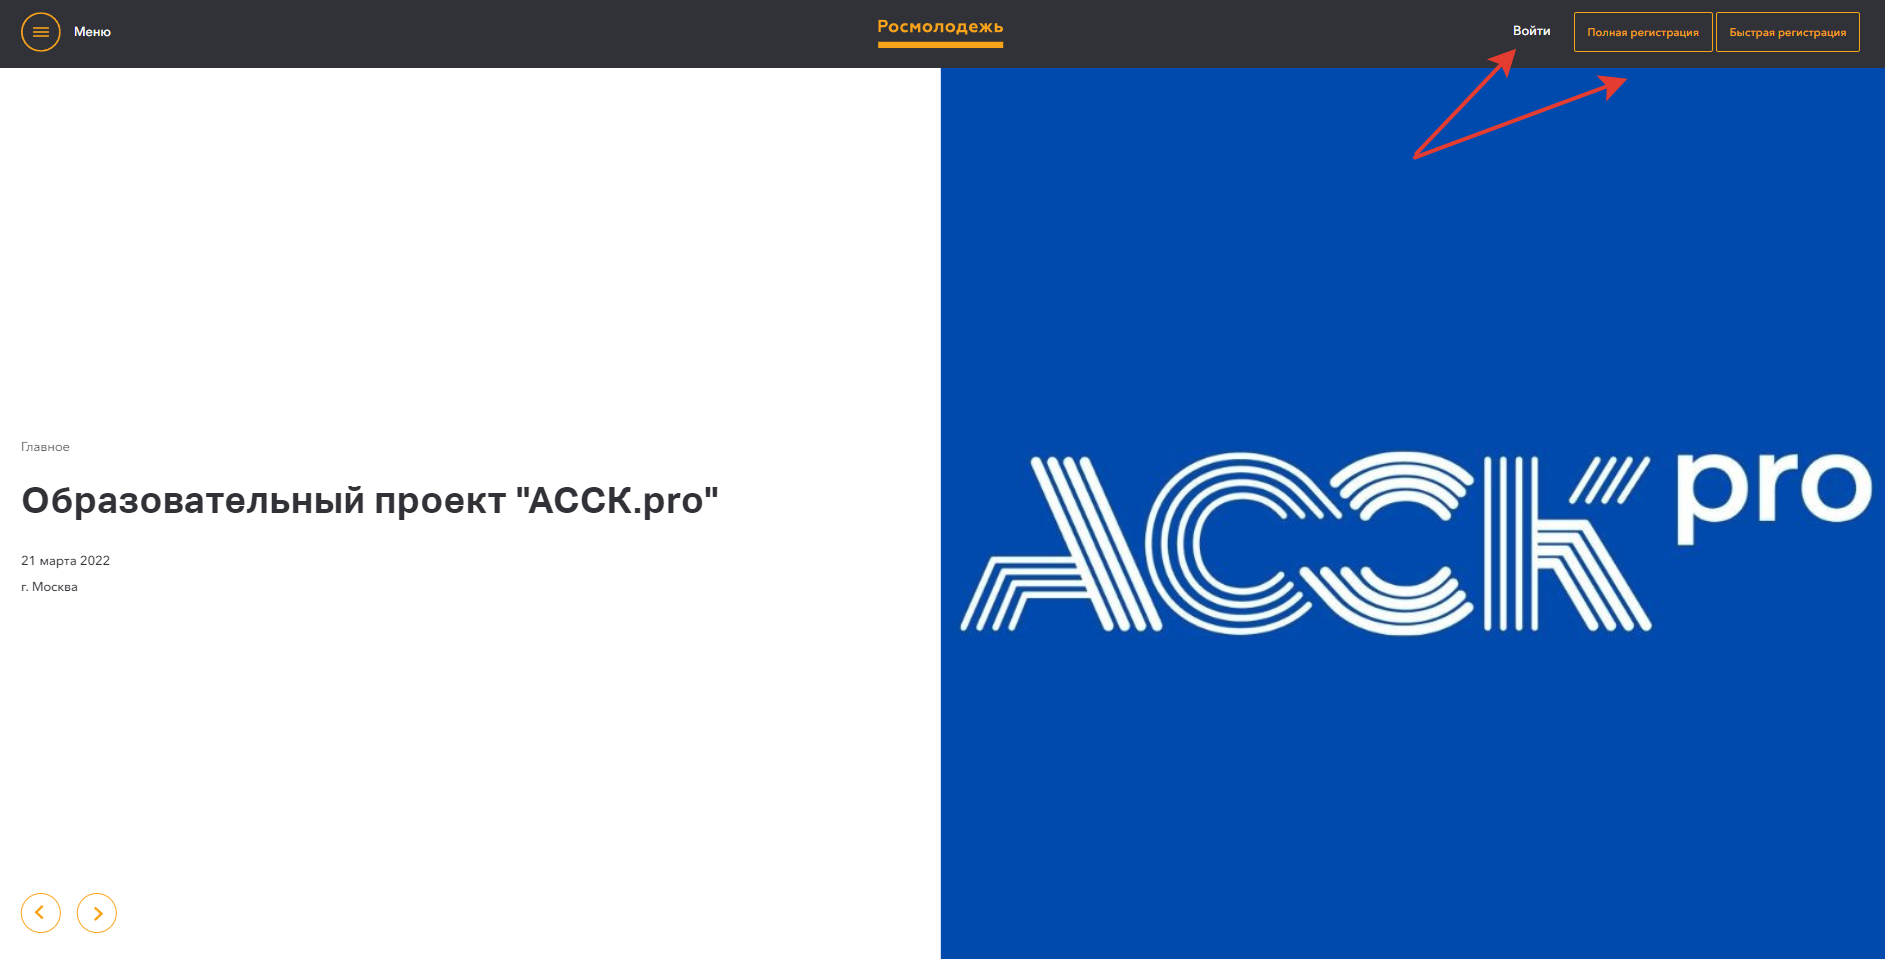 Меню
Росмолодежь
Войти
Полная регистрация
Быстрая регистрация
Главное
Образовательный проект "АССК.pro"
21 марта 2022
г. Москва
АССК pro